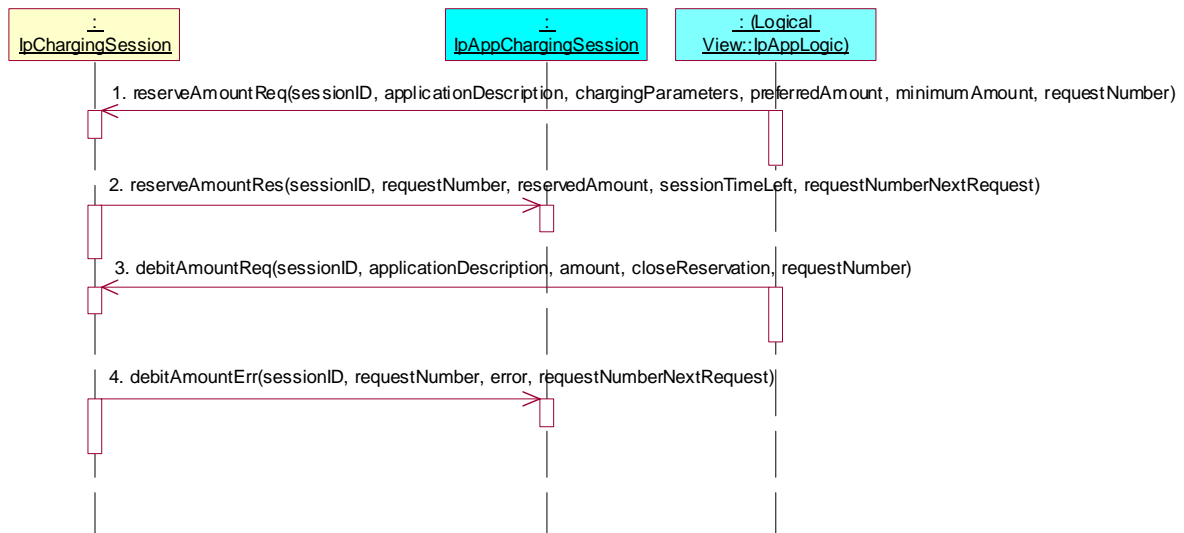 :
IpChargingSession
:
IpAppChargingSession
: (Logical
View::IpAppLogic)
1. reserveAmountReq(sessionID, applicationDescription, chargingParameters, preferredAmount, minimumAmount, requestNumber)
2. reserveAmountRes(sessionID, requestNumber, reservedAmount, sessionTimeLeft, requestNumberNextRequest)
3. debitAmountReq(sessionID, applicationDescription, amount, closeReservation, requestNumber)
4. debitAmountErr(sessionID, requestNumber, error, requestNumberNextRequest)